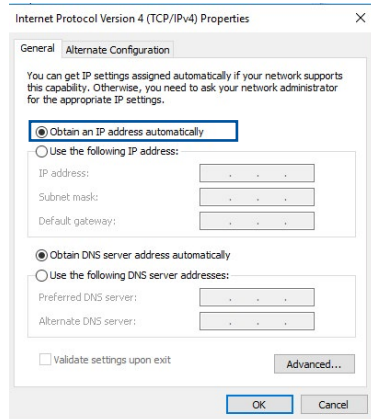 Internet Protocol Version 4 (TCP/IPv4) Properties
General
Alternate Configuration
You can get IP settings assigned automatically if your network supports
this capability. Otherwise, you need to ask your network administrator
for the appropriate IP settings.
Obtain an IP address automatically
Use the following IP address:
IP address:
Subnet mask:
Default gateway:
Obtain DNS server address automatically
Use the following DNS server addresses:
Preferred DNS server:
Alternate DNS server:
Validate settings upon exit
Advanced...
OK
Cancel